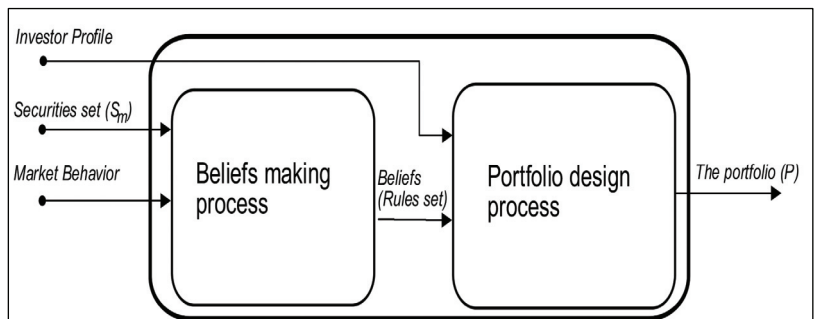 Investor Profile
Securities set (Sm)
Market Behavior
Beliefs making
process
Beliefs
(Rules set)
Portfolio design
process
The portfolio (P)